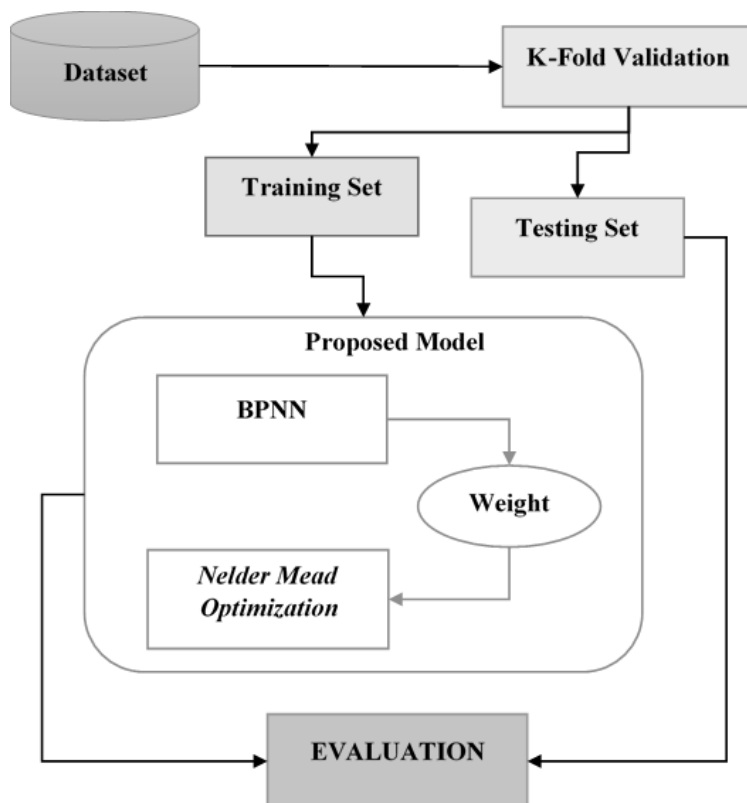 Dataset
K-Fold Validation
Training Set
Testing Set
Proposed Model
BPNN
Weight
Nelder Mead
Optimization
EVALUATION